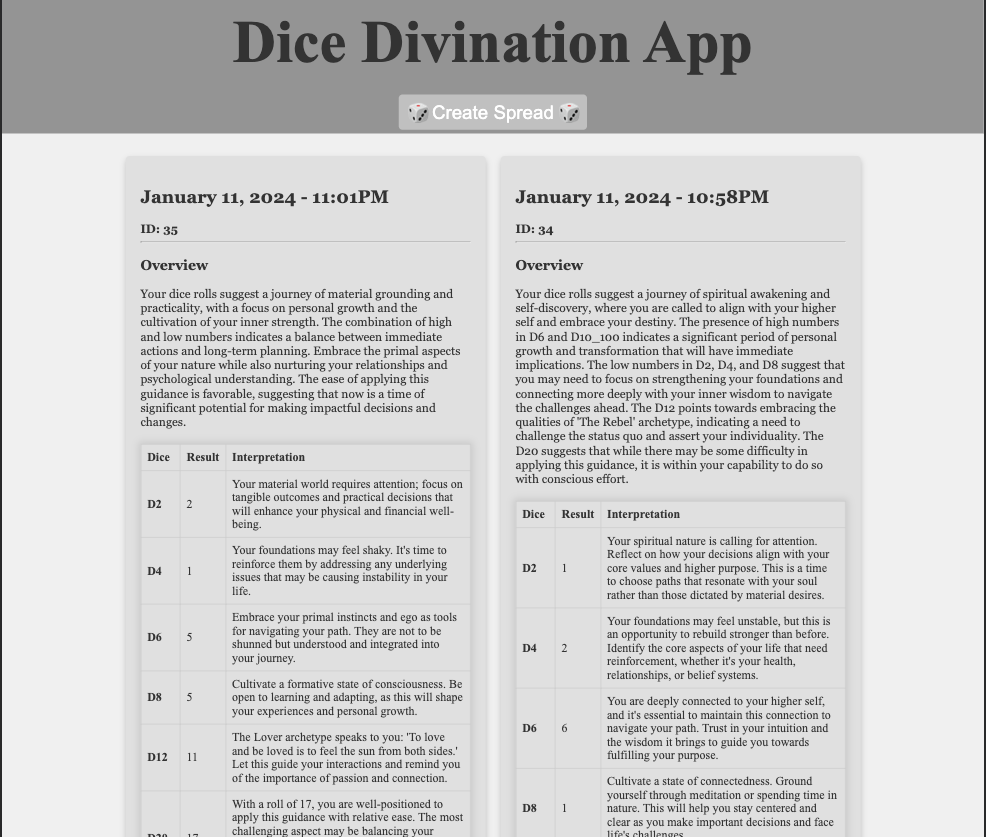 Dice Divination App
🎲 Create Spread 🎲
January 11, 2024 - 11:01PM
ID: 35
Overview
Your dice rolls suggest a journey of material grounding and
practicality, with a focus on personal growth and the
cultivation of your inner strength. The combination of high
and low numbers indicates a balance between immediate
actions and long-term planning. Embrace the primal aspects
of your nature while also nurturing your relationships and
psychological understanding. The ease of applying this
guidance is favorable, suggesting that now is a time of
significant potential for making impactful decisions and
changes.
Dice Result Interpretation
D2 2 Your material world requires attention; focus on
tangible outcomes and practical decisions that
will enhance your physical and financial well-
being.
D4 1 Your foundations may feel shaky. It's time to
reinforce them by addressing any underlying
issues that may be causing instability in your
life.
D6 5 Embrace your primal instincts and ego as tools
for navigating your path. They are not to be
shunned but understood and integrated into
your journey.
D8 5 Cultivate a formative state of consciousness. Be
open to learning and adapting, as this will shape
your experiences and personal growth.
D12 11 The Lover archetype speaks to you: 'To love
and be loved is to feel the sun from both sides.'
Let this guide your interactions and remind you
of the importance of passion and connection.
D20 17 With a roll of 17, you are well-positioned to
apply this guidance with relative ease. The most
challenging aspect may be balancing your
January 11, 2024 - 10:58PM
ID: 34
Overview
Your dice rolls suggest a journey of spiritual awakening and
self-discovery, where you are called to align with your higher
self and embrace your destiny. The presence of high numbers
in D6 and D10_100 indicates a significant period of personal
growth and transformation that will have immediate
implications. The low numbers in D2, D4, and D8 suggest that
you may need to focus on strengthening your foundations and
connecting more deeply with your inner wisdom to navigate
the challenges ahead. The D12 points towards embracing the
qualities of 'The Rebel' archetype, indicating a need to
challenge the status quo and assert your individuality. The
D20 suggests that while there may be some difficulty in
applying this guidance, it is within your capability to do so
with conscious effort.
Dice Result Interpretation
D2 1 Your spiritual nature is calling for attention.
Reflect on how your decisions align with your
core values and higher purpose. This is a time
to choose paths that resonate with your soul
rather than those dictated by material desires.
D4 2 Your foundations may feel unstable, but this is
an opportunity to rebuild stronger than before.
Identify the core aspects of your life that need
reinforcement, whether it's your health,
relationships, or belief systems.
D6 6 You are deeply connected to your higher self,
and it's essential to maintain this connection to
navigate your path. Trust in your intuition and
the wisdom it brings to guide you towards
fulfilling your purpose.
D8 1 Cultivate a state of connectedness. Ground
yourself through meditation or spending time in
nature. This will help you stay centered and
clear as you make important decisions and face
life's challenges.